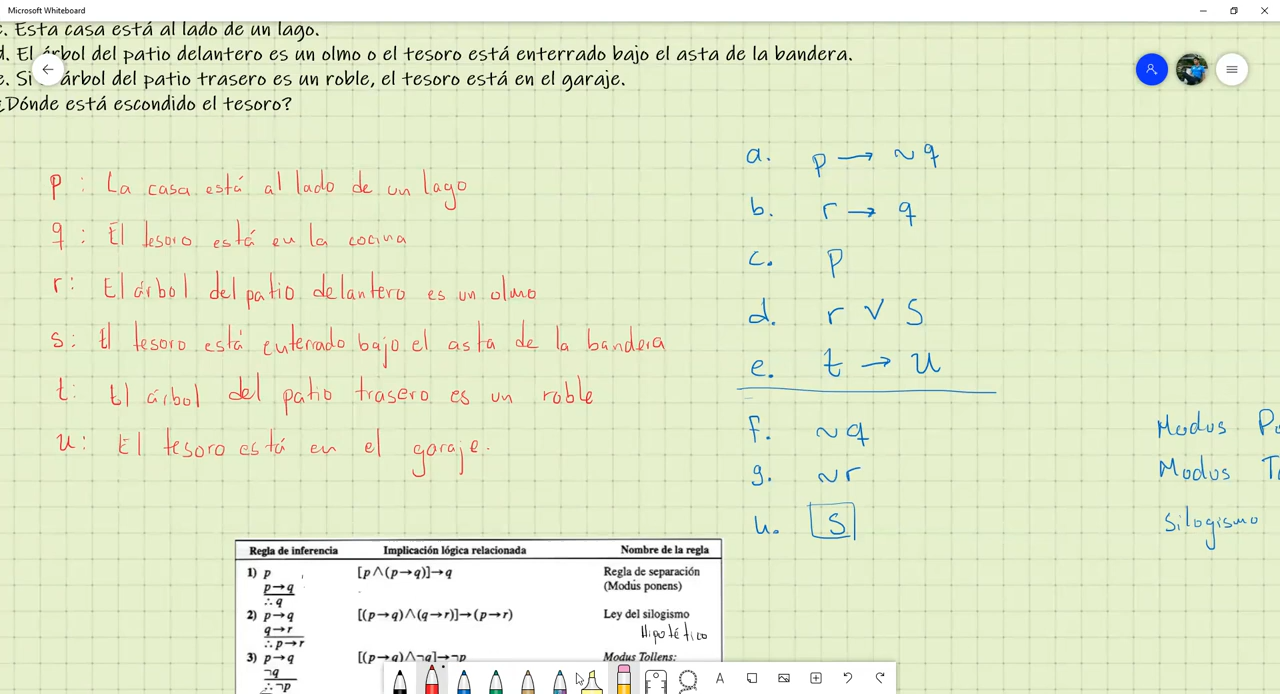 Microsoft Whiteboard
c. Esta casa está al lado de un lago.
d. El árbol del patio delantero es un olmo o el tesoro está enterrado bajo el asta de la bandera.
e. Si árbol del patio trasero es un roble, el tesoro está en el garaje.
¿Dónde está escondido el tesoro?
p : La casa está al lado de un lago
q : El tesoro está en la cocina
r : El árbol del patio delantero es un olmo
s : El tesoro está enterrado bajo el asta de la bandera
t : El árbol del patio trasero es un roble
u : El tesoro está en el garaje.
a. p → ~q
b. r → q
c. p
d. r ∨ s
e. t → u
f. ~q Modus
g. ~r Modus
h. s Silogismo
Regla de inferencia Implicación lógica relacionada Nombre de la regla
1) p [p∧(p→q)]→q Regla de separación
p→q (Modus ponens)
∴ q
2) p→q [(p→q)∧(q→r)]→(p→r) Ley del silogismo
q→r Hipotético
∴ p→r
3) p→q [(p→q)∧¬q]→¬p Modus Tollens:
¬q
∴ ¬p